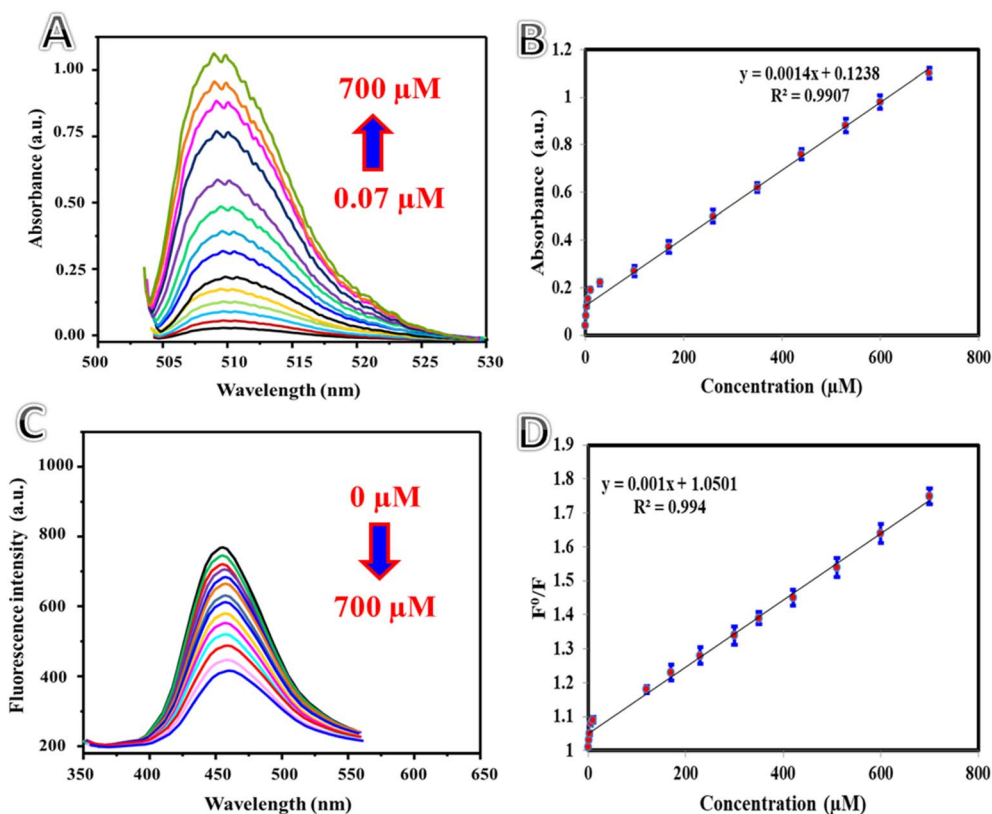 A
1.00
0.75
0.50
0.25
0.00
500 505 510 515 520 525 530
Absorbance (a.u.)
Wavelength (nm)
700 µM
0.07 µM
B
1.2
1
0.8
0.6
0.4
0.2
0
0 200 400 600 800
Absorbance (a.u.)
Concentration (µM)
y = 0.0014x + 0.1238
R² = 0.9907
C
1000
800
600
400
200
350 400 450 500 550 600 650
Fluorescence intensity (a.u.)
Wavelength (nm)
0 µM
700 µM
D
1.9
1.8
1.7
1.6
1.5
1.4
1.3
1.2
1.1
1
0 200 400 600 800
F⁰/F
Concentration (µM)
y = 0.001x + 1.0501
R² = 0.994